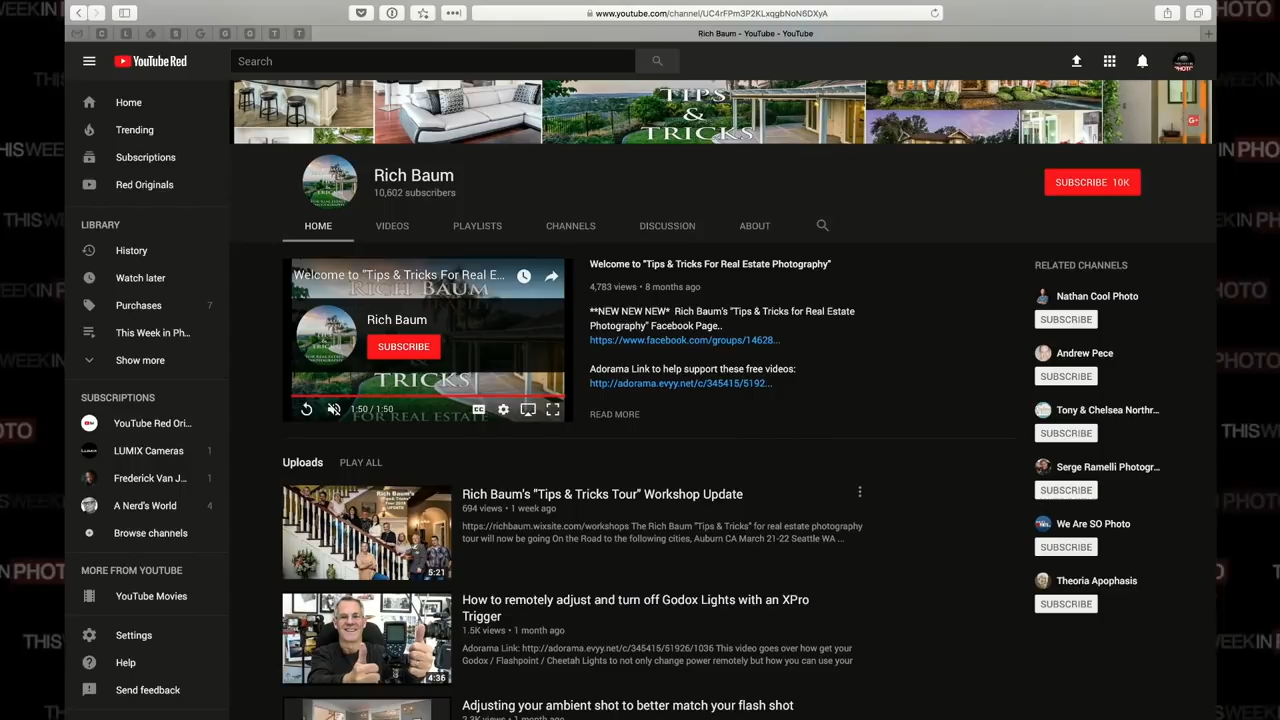 www.youtube.com/channel/UC4rFPm3P2KLxqgbNoN6DXyA
Rich Baum - YouTube - YouTube
YouTube Red
Search
Home
Trending
Subscriptions
Red Originals
LIBRARY
History
Watch later
Purchases 7
This Week in Ph...
Show more
SUBSCRIPTIONS
YouTube Red Ori...
LUMIX Cameras 1
Frederick Van J... 1
A Nerd's World 4
Browse channels
MORE FROM YOUTUBE
YouTube Movies
Settings
Help
Send feedback
TIPS
&
TRICKS
Rich Baum
10,602 subscribers
SUBSCRIBE 10K
HOME VIDEOS PLAYLISTS CHANNELS DISCUSSION ABOUT
Welcome to "Tips & Tricks For Real E...
RICH BAUM
Rich Baum
SUBSCRIBE
TRICKS
1:50 / 1:50
FOR REAL ESTATE
Welcome to "Tips & Tricks For Real Estate Photography"
4,783 views • 8 months ago
**NEW NEW NEW* Rich Baum's "Tips & Tricks for Real Estate
Photography" Facebook Page..
https://www.facebook.com/groups/14628...
Adorama Link to help support these free videos:
http://adorama.evyy.net/c/345415/5192...
READ MORE
Uploads PLAY ALL
5:21
Rich Baum's "Tips & Tricks Tour" Workshop Update
694 views • 1 week ago
https://richbaum.wixsite.com/workshops The Rich Baum "Tips & Tricks" for real estate photography
tour will now be going On the Road to the following cities, Auburn CA March 21-22 Seattle WA ...
4:36
How to remotely adjust and turn off Godox Lights with an XPro
Trigger
1.5K views • 1 month ago
Adorama Link: http://adorama.evyy.net/c/345415/51926/1036 This video goes over how get your
Godox / Flashpoint / Cheetah Lights to not only change power remotely but how you can use your
Adjusting your ambient shot to better match your flash shot
RELATED CHANNELS
Nathan Cool Photo
SUBSCRIBE
Andrew Pece
SUBSCRIBE
Tony & Chelsea Northr...
SUBSCRIBE
Serge Ramelli Photogr...
SUBSCRIBE
We Are SO Photo
SUBSCRIBE
Theoria Apophasis
SUBSCRIBE